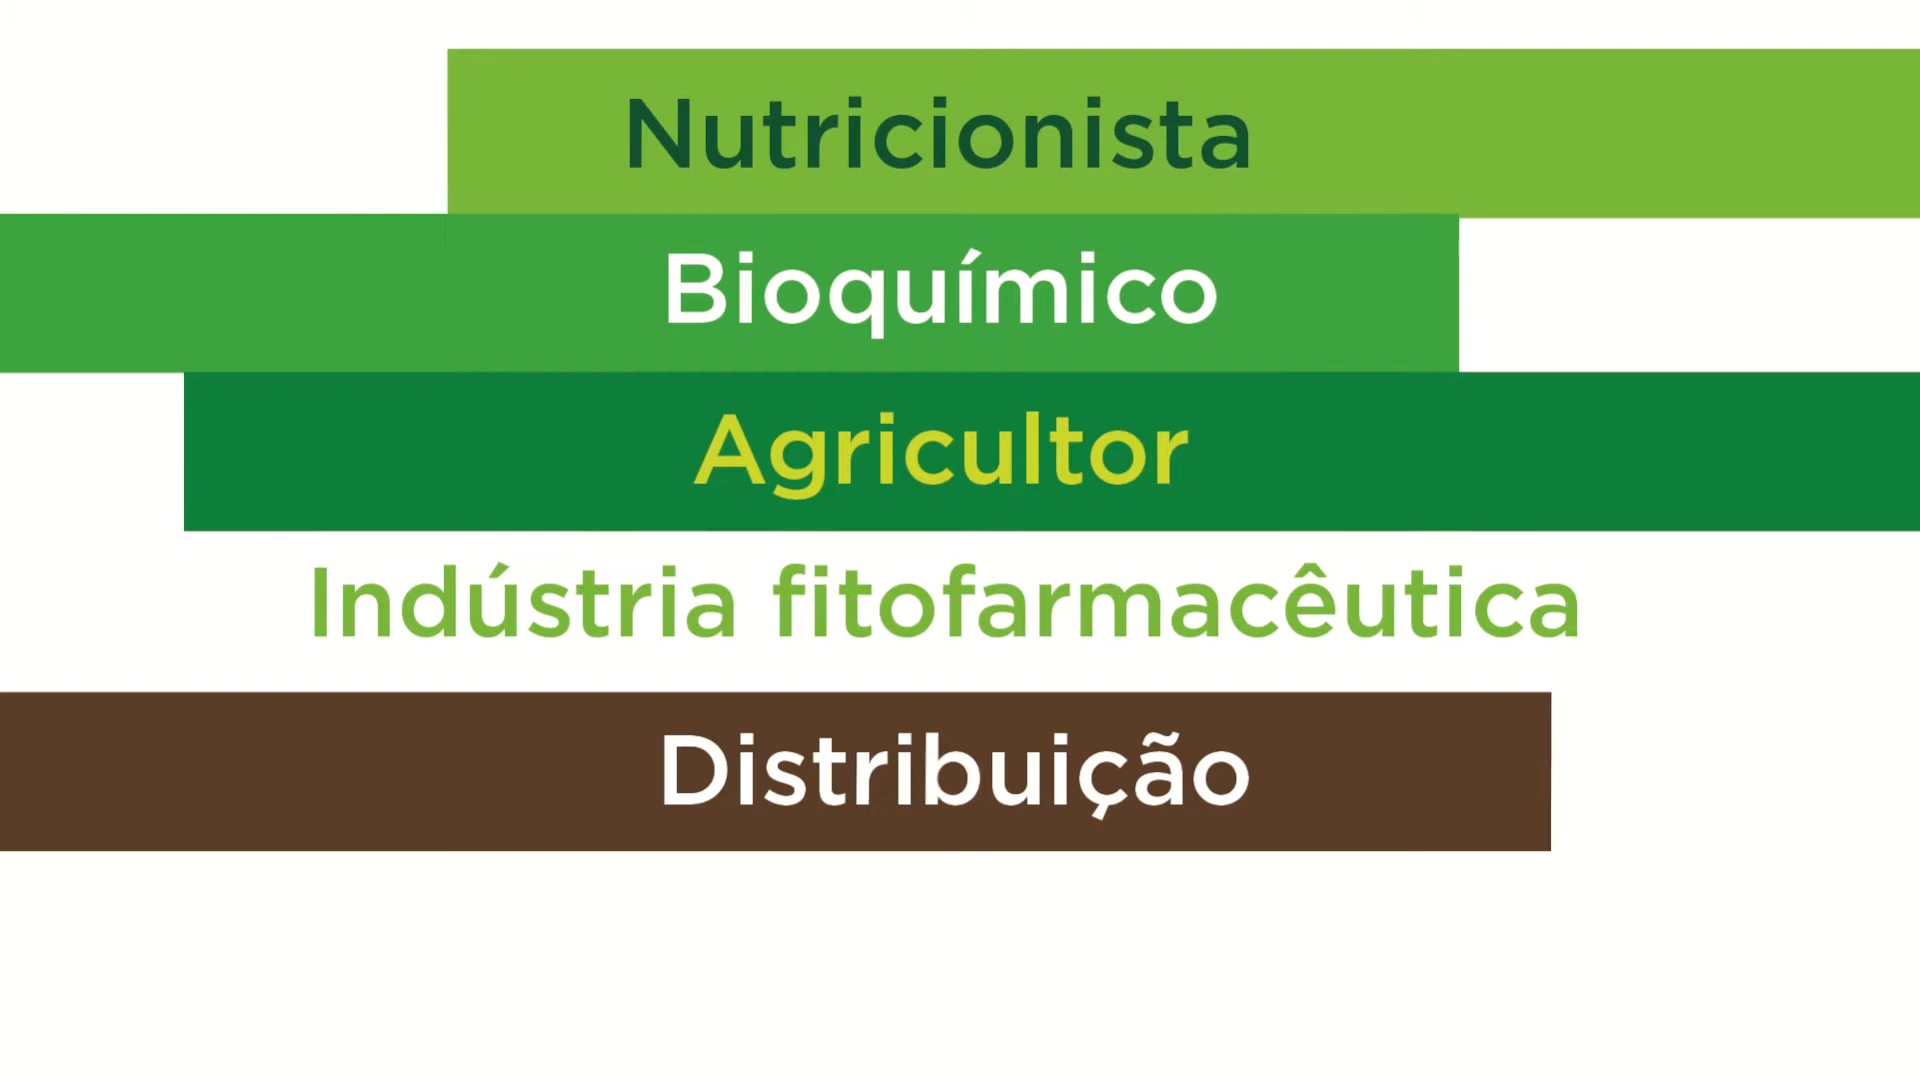 Nutricionista
Bioquímico
Agricultor
Indústria fitofarmacêutica
Distribuição